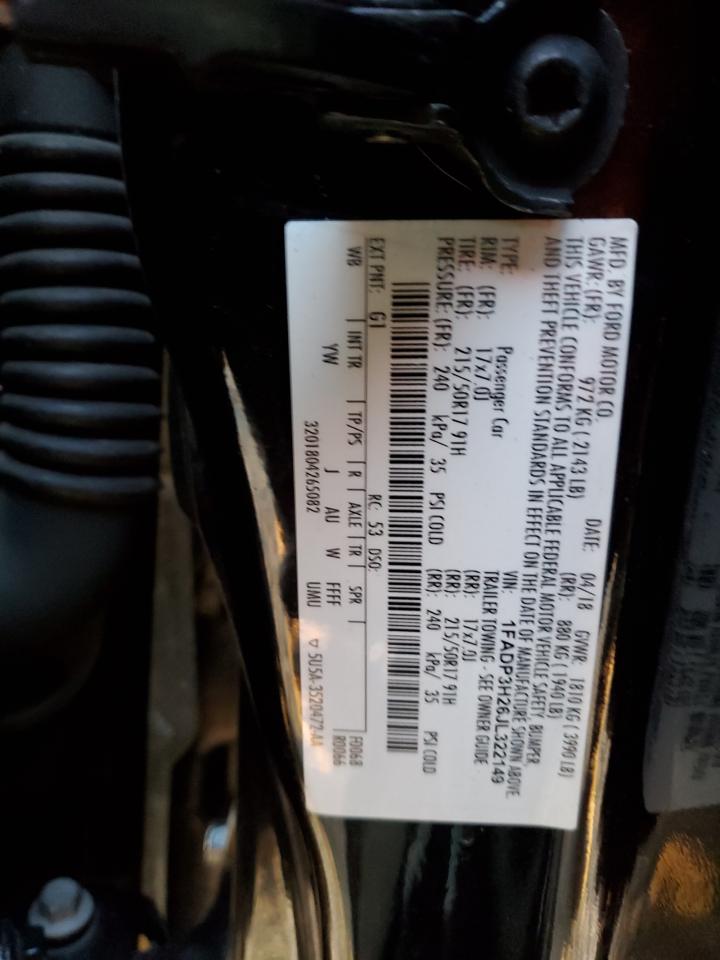 MFD. BY FORD MOTOR CO.
DATE: 04/18 GVWR: 1810 KG ( 3990 LB)
GAWR: (FR): 972 KG ( 2143 LB) (RR): 880 KG ( 1940 LB)
THIS VEHICLE CONFORMS TO ALL APPLICABLE FEDERAL MOTOR VEHICLE SAFETY, BUMPER,
AND THEFT PREVENTION STANDARDS IN EFFECT ON THE DATE OF MANUFACTURE SHOWN ABOVE
VIN: 1FADP3H26JL322149
TYPE: Passenger Car TRAILER TOWING - SEE OWNER GUIDE
RIM: (FR): 17x7.0J (RR): 17x7.0J
TIRE: (FR): 215/50R17 91H (RR): 215/50R17 91H
PRESSURE: (FR): 240 kPa/ 35 PSI COLD (RR): 240 kPa/ 35 PSI COLD
EXT PNT: G1 RC: 53 DSO:
WB | INT TR | TP/PS | R | AXLE | TR | SPR F0068
YW J AU W FFFF R0066
3201804265082 UMU ▽ 5U5A-3520472-AA